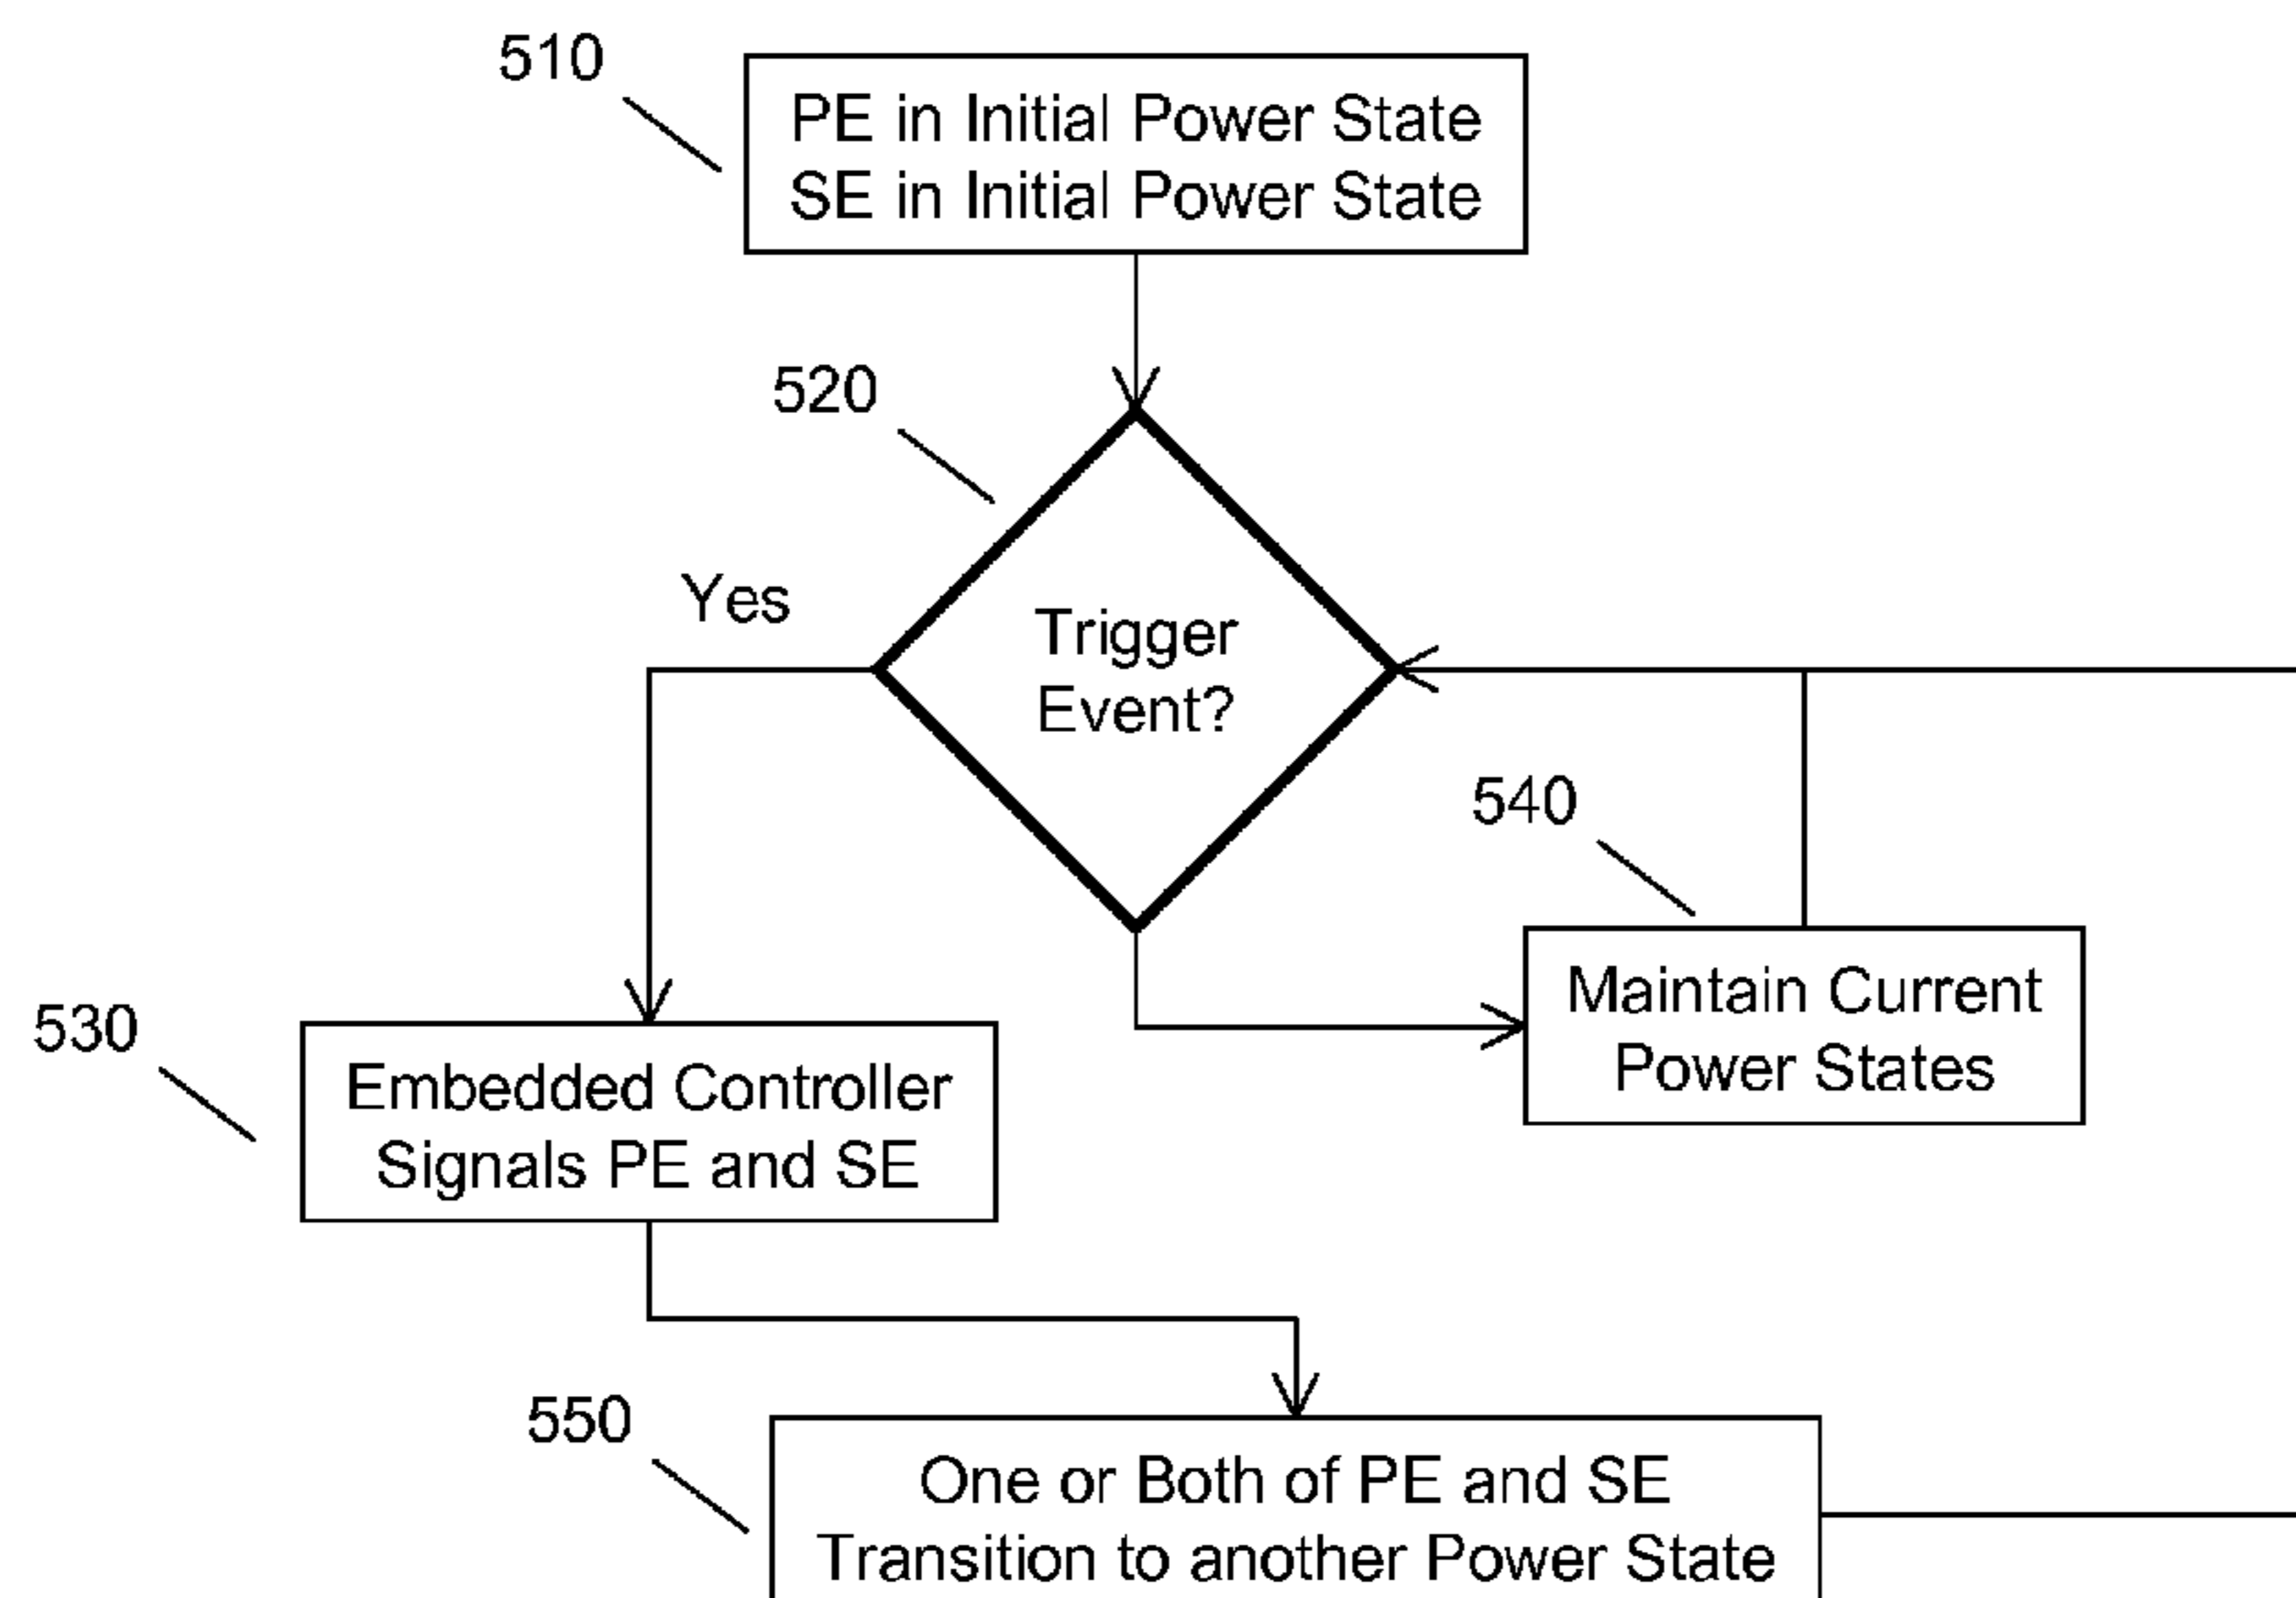 510
PE in Initial Power State
SE in Initial Power State
520
Yes
Trigger
Event?
540
Maintain Current
Power States
530
Embedded Controller
Signals PE and SE
550
One or Both of PE and SE
Transition to another Power State